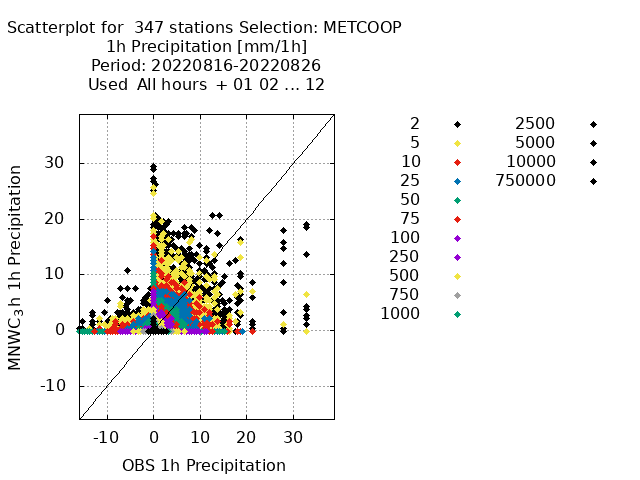 Scatterplot for 347 stations Selection: METCOOP
1h Precipitation [mm/1h]
Period: 20220816-20220826
Used All hours + 01 02 ... 12
2
5
10
25
50
75
100
250
500
750
1000
2500
5000
10000
750000
30
20
10
0
-10
-10 0 10 20 30
MNWC3h 1h Precipitation
OBS 1h Precipitation